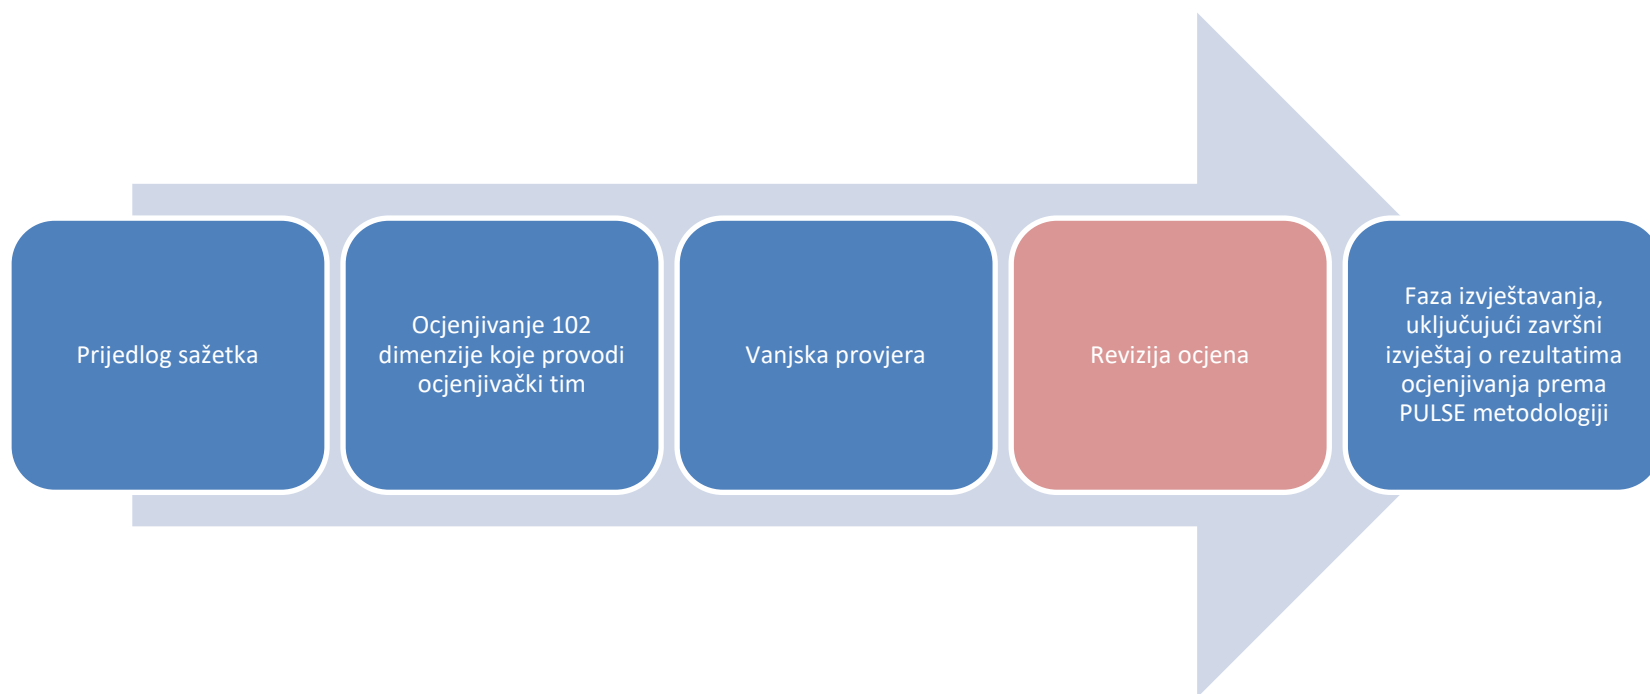 Prijedlog sažetka
Ocjenjivanje 102
dimenzije koje provodi
ocjenjivački tim
Vanjska provjera
Revizija ocjena
Faza izvještavanja,
uključujući završni
izvještaj o rezultatima
ocjenjivanja prema
PULSE metodologiji